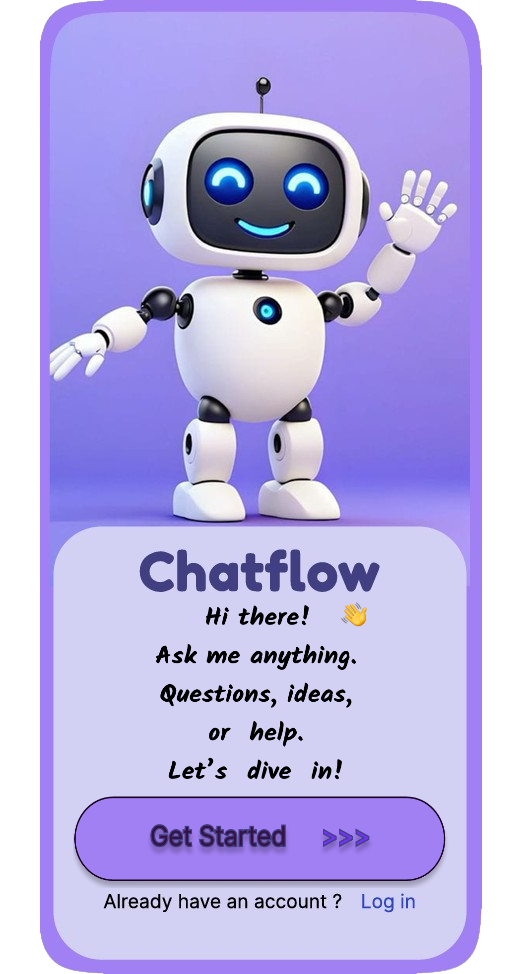 Chatflow
Hi there! 👋
Ask me anything.
Questions, ideas,
or help.
Let's dive in!
Get Started >>>
Already have an account ? Log in